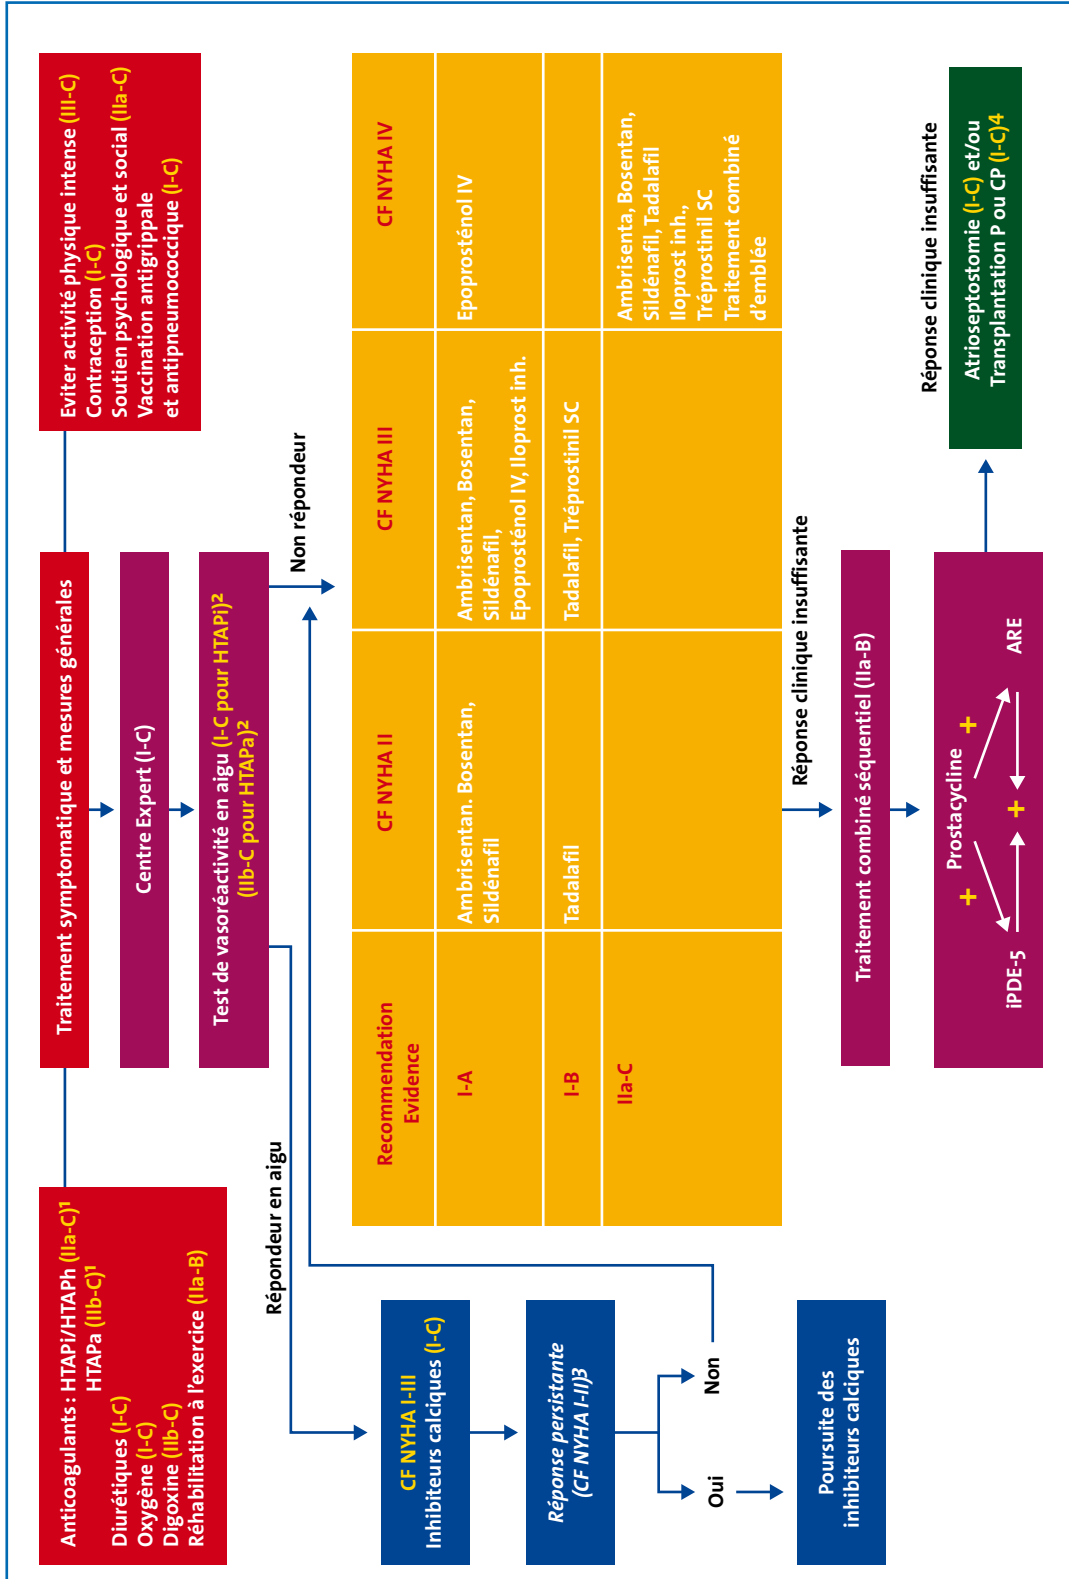 Traitement symptomatique et mesures générales
Anticoagulants : HTAPi/HTAPh (IIa-C)¹
HTAPa (IIb-C)¹
Diurétiques (I-C)
Oxygène (I-C)
Digoxine (IIb-C)
Réhabilitation à l'exercice (IIa-B)
Eviter activité physique intense (III-C)
Contraception (I-C)
Soutien psychologique et social (IIa-C)
Vaccination antigrippale
et antipneumococcique (I-C)
Centre Expert (I-C)
Test de vasoréactivité en aigu (I-C pour HTAPi)²
(IIb-C pour HTAPa)²
Répondeur en aigu
Non répondeur
CF NYHA I-III
Inhibiteurs calciques (I-C)
Réponse persistante
(CF NYHA I-II)3
Oui
Non
Poursuite des
inhibiteurs calciques
Recommendation
Evidence
CF NYHA II
CF NYHA III
CF NYHA IV
I-A
Ambrisentan. Bosentan,
Sildénafil
Ambrisentan, Bosentan,
Sildénafil,
Epoprosténol IV, Iloprost inh.
Epoprosténol IV
I-B
Tadalafil
Tadalafil, Tréprostinil SC
IIa-C
Ambrisenta, Bosentan,
Sildénafil, Tadalafil
Iloprost inh.,
Tréprostinil SC
Traitement combiné
d'emblée
Réponse clinique insuffisante
Traitement combiné séquentiel (IIa-B)
+ Prostacycline +
iPDE-5 + ARE
Réponse clinique insuffisante
Atrioseptostomie (I-C) et/ou
Transplantation P ou CP (I-C)⁴